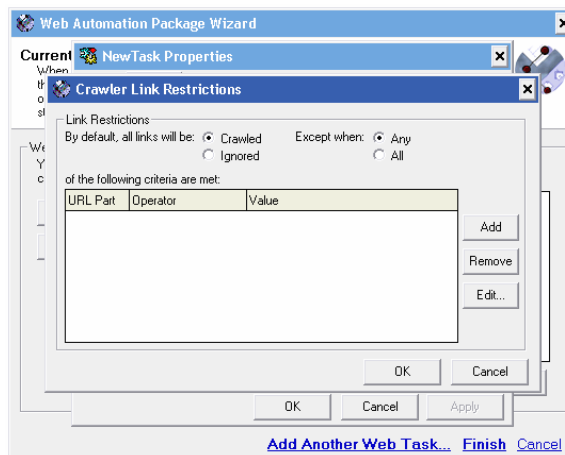 Web Automation Package Wizard
Current
NewTask Properties
When
Crawler Link Restrictions
Link Restrictions
By default, all links will be: Crawled Except when: Any
Ignored All
of the following criteria are met:
URL Part Operator Value
Add
Remove
Edit...
OK Cancel
OK Cancel Apply
Add Another Web Task... Finish Cancel